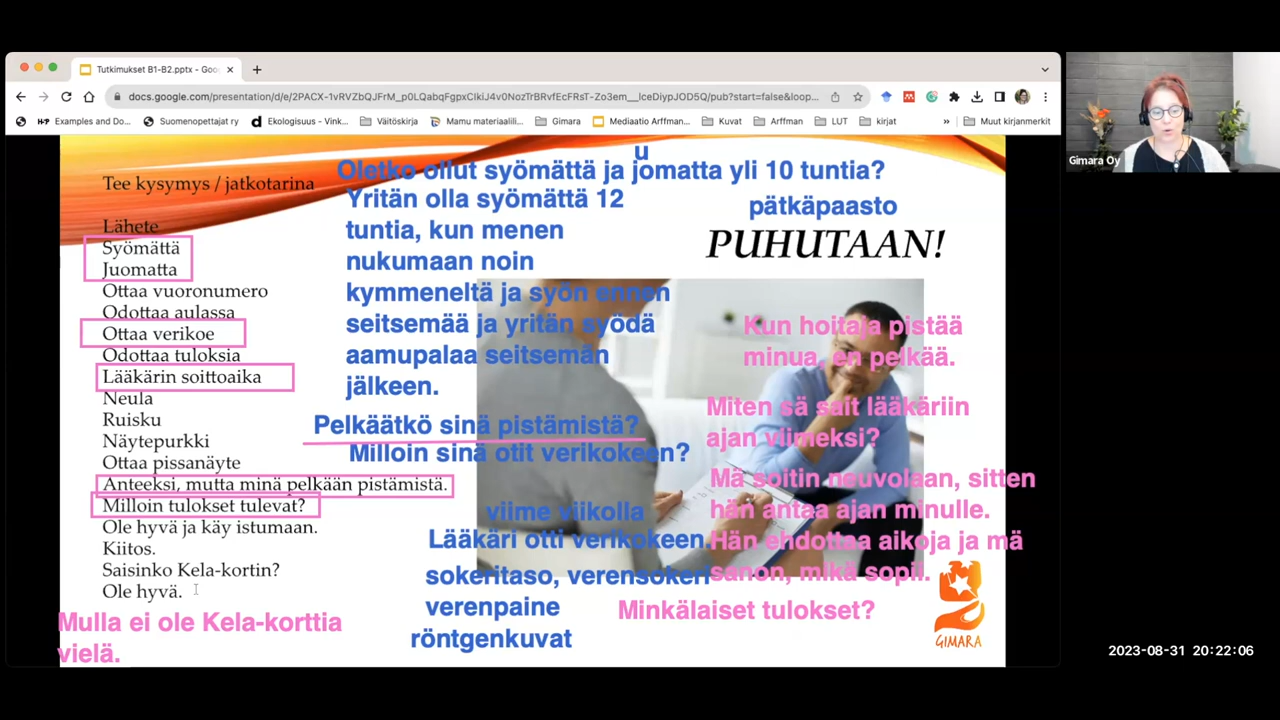 Tutkimukset B1-B2.pptx - Goo
docs.google.com/presentation/d/e/2PACX-1vRVZbQJFrM_p0LQabqFgpxClkiJ4v0NozTrBRvfEcFRsT-Zo3em__lceDiypJOD5Q/pub?start=false&loop...
Examples and Do...
Suomenopettajat ry
Ekologisuus - Vink...
Väitöskirja
Mamu materiaalili...
Gimara
Mediaatio Arffman...
Kuvat
Arffman
LUT
kirjat
»
Muut kirjanmerkit
Gimara Oy
Tee kysymys / jatkotarina
Lähete
Syömättä
Juomatta
Ottaa vuoronumero
Odottaa aulassa
Ottaa verikoe
Odottaa tuloksia
Lääkärin soittoaika
Neula
Ruisku
Näytepurkki
Ottaa pissanäyte
Anteeksi, mutta minä pelkään pistämistä.
Milloin tulokset tulevat?
Ole hyvä ja käy istumaan.
Kiitos.
Saisinko Kela-kortin?
Ole hyvä.
Mulla ei ole Kela-korttia
vielä.
u
Oletko ollut syömättä ja jomatta yli 10 tuntia?
Yritän olla syömättä 12
tuntia, kun menen
nukumaan noin
kymmeneltä ja syön ennen
seitsemää ja yritän syödä
aamupalaa seitsemän
jälkeen.
Pelkäätkö sinä pistämistä?
Milloin sinä otit verikokeen?
viime viikolla
Lääkäri otti verikokeen.
sokeritaso, verensokeri
verenpaine
röntgenkuvat
pätkäpaasto
PUHUTAAN!
Kun hoitaja pistää
minua, en pelkää.
Miten sä sait lääkäriin
ajan viimeksi?
Mä soitin neuvolaan, sitten
hän antaa ajan minulle.
Hän ehdottaa aikoja ja mä
sanon, mikä sopii.
Minkälaiset tulokset?
GIMARA
2023-08-31 20:22:06